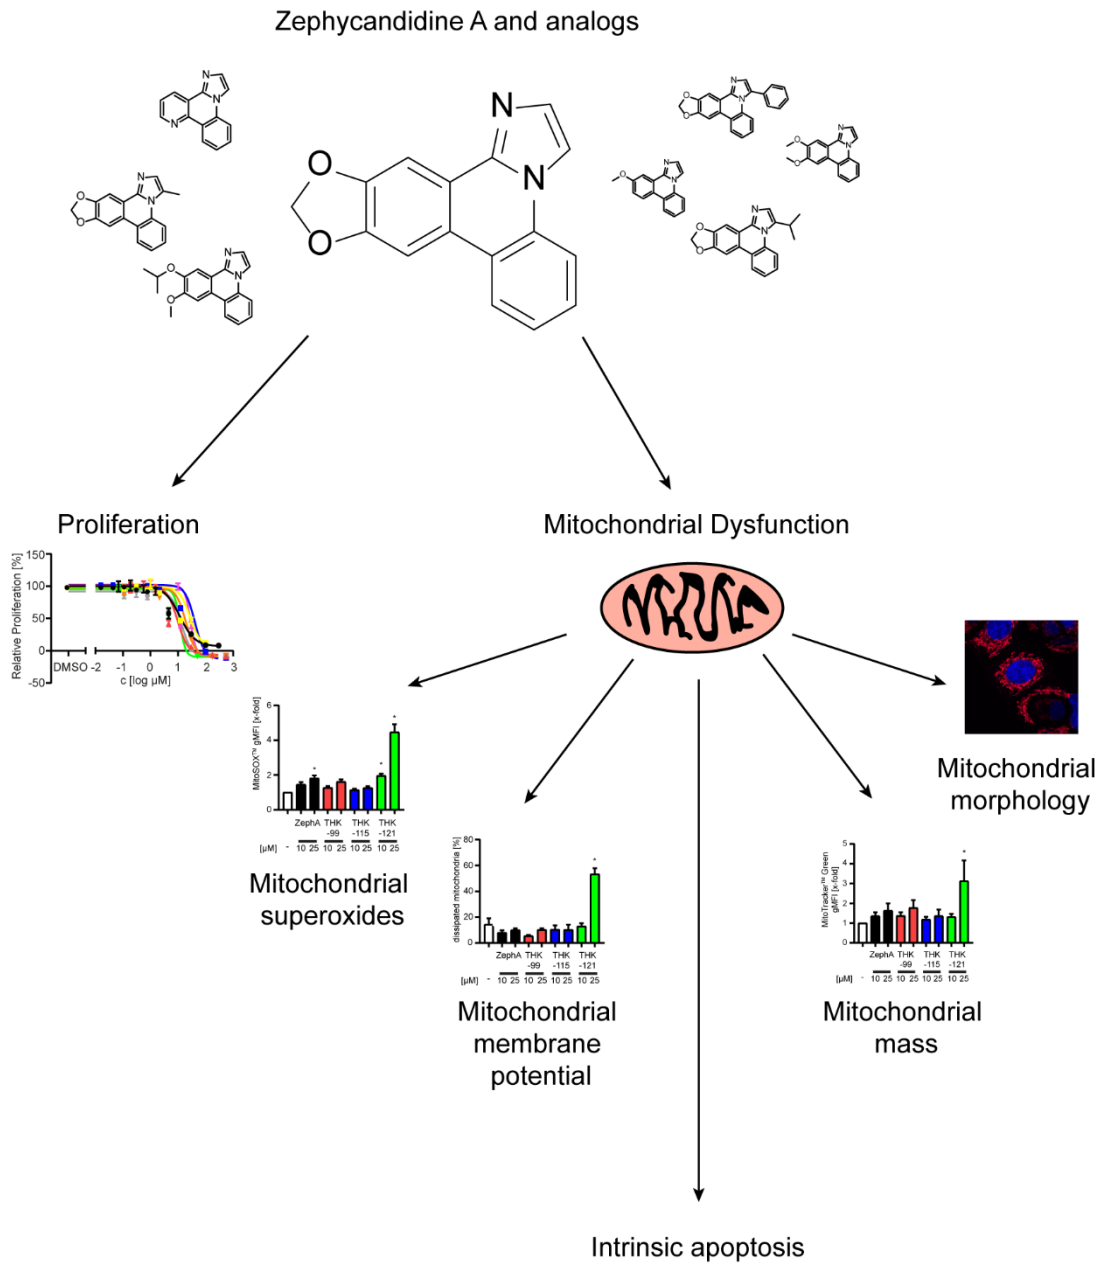 Zephycandidine A and analogs
N
N
N
N
N
O
O
N
N
O
O
N
N
O
O
N
N
O
O
N
N
O
O
N
N
O
N
N
O
O
N
N
O
O
Proliferation
Relative Proliferation [%]
150
100
50
0
-50
DMSO -2 -1 0 1 2 3
c [log µM]
Mitochondrial Dysfunction
MitoSOX™ gMFI [x-fold]
6
4
2
0
* * *
ZephA THK THK THK
-99 -115 -121
[µM] - 10 25 10 25 10 25 10 25
Mitochondrial
superoxides
dissipated mitochondria [%]
80
60
40
20
0
*
ZephA THK THK THK
-99 -115 -121
[µM] - 10 25 10 25 10 25 10 25
Mitochondrial
membrane
potential
MitoTracker™ Green
gMFI [x-fold]
5
4
3
2
1
0
*
ZephA THK THK THK
-99 -115 -121
[µM] - 10 25 10 25 10 25 10 25
Mitochondrial
mass
Mitochondrial
morphology
Intrinsic apoptosis